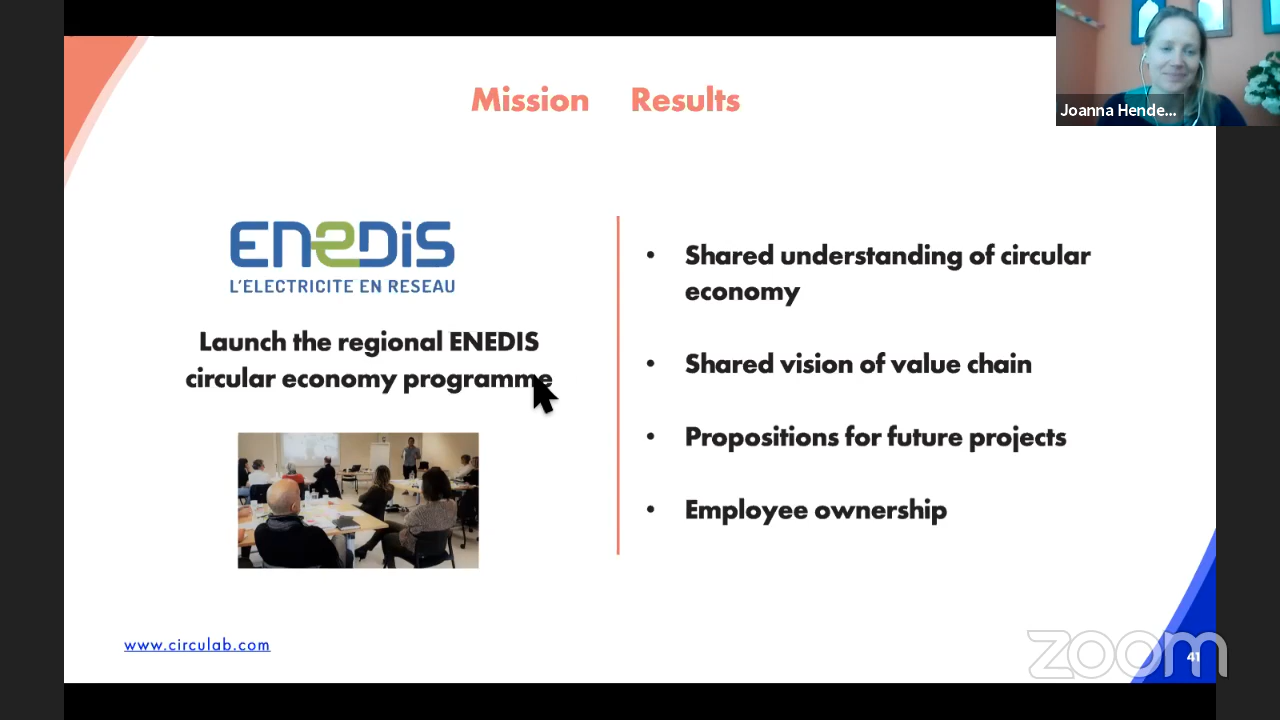 Mission Results
Joanna Hende...
ENEDIS
L'ELECTRICITE EN RESEAU
Launch the regional ENEDIS
circular economy programme
• Shared understanding of circular
economy
• Shared vision of value chain
• Propositions for future projects
• Employee ownership
www.circulab.com
zoom
41